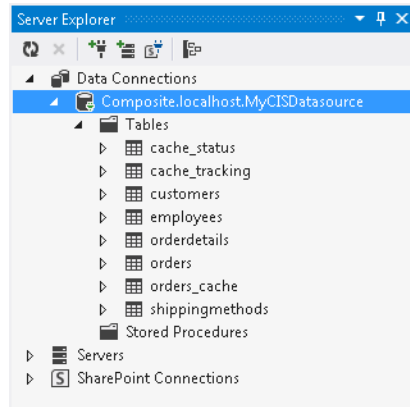 Server Explorer
Data Connections
Composite.localhost.MyCISDatasource
Tables
cache_status
cache_tracking
customers
employees
orderdetails
orders
orders_cache
shippingmethods
Stored Procedures
Servers
SharePoint Connections